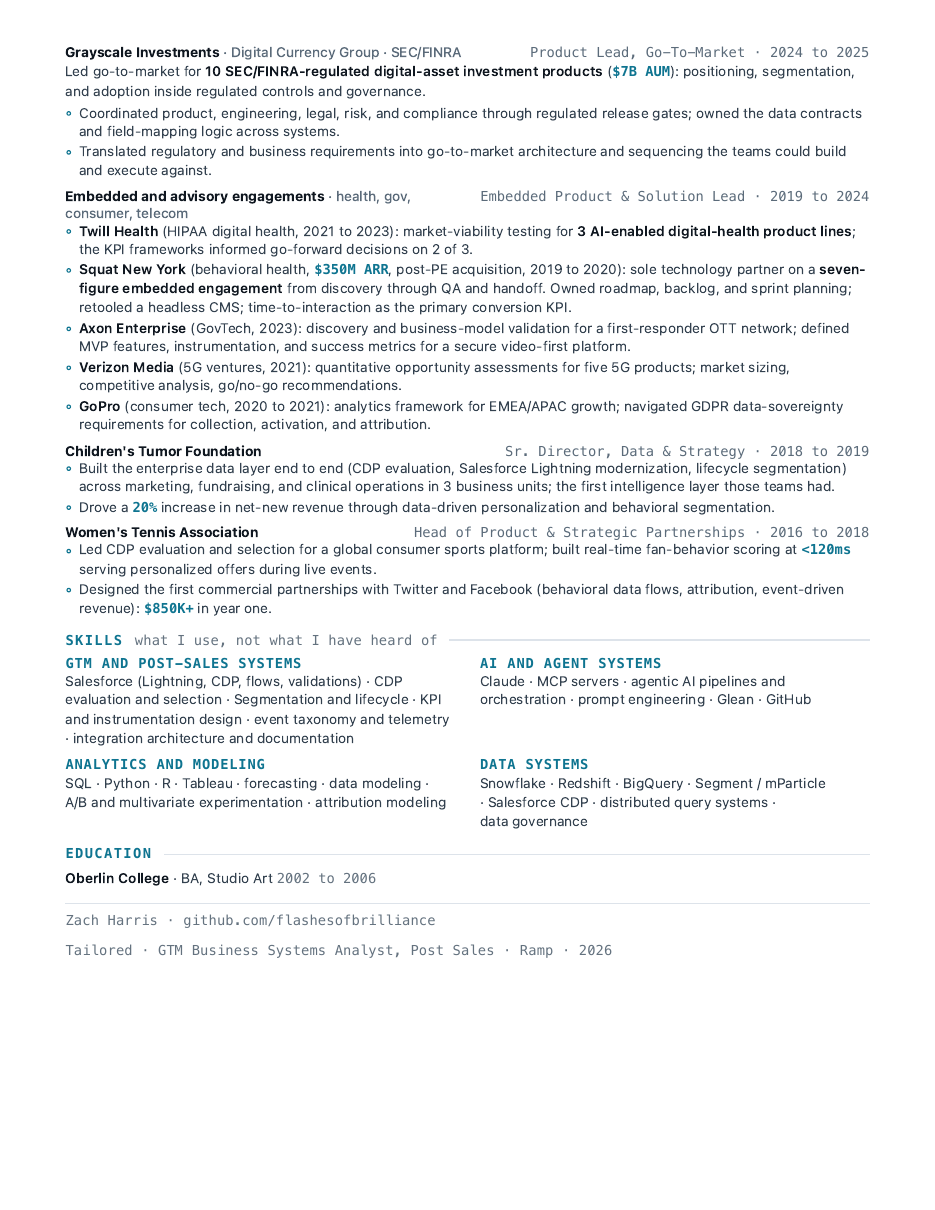 Grayscale Investments · Digital Currency Group · SEC/FINRA Product Lead, Go–To–Market · 2024 to 2025
Led go-to-market for 10 SEC/FINRA-regulated digital-asset investment products ($7B AUM): positioning, segmentation,
and adoption inside regulated controls and governance.
Coordinated product, engineering, legal, risk, and compliance through regulated release gates; owned the data contracts
and field-mapping logic across systems.
Translated regulatory and business requirements into go-to-market architecture and sequencing the teams could build
and execute against.
Embedded and advisory engagements · health, gov, Embedded Product & Solution Lead · 2019 to 2024
consumer, telecom
Twill Health (HIPAA digital health, 2021 to 2023): market-viability testing for 3 AI-enabled digital-health product lines;
the KPI frameworks informed go-forward decisions on 2 of 3.
Squat New York (behavioral health, $350M ARR, post-PE acquisition, 2019 to 2020): sole technology partner on a seven-
figure embedded engagement from discovery through QA and handoff. Owned roadmap, backlog, and sprint planning;
retooled a headless CMS; time-to-interaction as the primary conversion KPI.
Axon Enterprise (GovTech, 2023): discovery and business-model validation for a first-responder OTT network; defined
MVP features, instrumentation, and success metrics for a secure video-first platform.
Verizon Media (5G ventures, 2021): quantitative opportunity assessments for five 5G products; market sizing,
competitive analysis, go/no-go recommendations.
GoPro (consumer tech, 2020 to 2021): analytics framework for EMEA/APAC growth; navigated GDPR data-sovereignty
requirements for collection, activation, and attribution.
Children's Tumor Foundation Sr. Director, Data & Strategy · 2018 to 2019
Built the enterprise data layer end to end (CDP evaluation, Salesforce Lightning modernization, lifecycle segmentation)
across marketing, fundraising, and clinical operations in 3 business units; the first intelligence layer those teams had.
Drove a 20% increase in net-new revenue through data-driven personalization and behavioral segmentation.
Women's Tennis Association Head of Product & Strategic Partnerships · 2016 to 2018
Led CDP evaluation and selection for a global consumer sports platform; built real-time fan-behavior scoring at <120ms
serving personalized offers during live events.
Designed the first commercial partnerships with Twitter and Facebook (behavioral data flows, attribution, event-driven
revenue): $850K+ in year one.
SKILLS what I use, not what I have heard of
GTM AND POST–SALES SYSTEMS
Salesforce (Lightning, CDP, flows, validations) · CDP
evaluation and selection · Segmentation and lifecycle · KPI
and instrumentation design · event taxonomy and telemetry
· integration architecture and documentation
AI AND AGENT SYSTEMS
Claude · MCP servers · agentic AI pipelines and
orchestration · prompt engineering · Glean · GitHub
ANALYTICS AND MODELING
SQL · Python · R · Tableau · forecasting · data modeling ·
A/B and multivariate experimentation · attribution modeling
DATA SYSTEMS
Snowflake · Redshift · BigQuery · Segment / mParticle
· Salesforce CDP · distributed query systems ·
data governance
EDUCATION
Oberlin College · BA, Studio Art 2002 to 2006
Zach Harris · github.com/flashesofbrilliance
Tailored · GTM Business Systems Analyst, Post Sales · Ramp · 2026